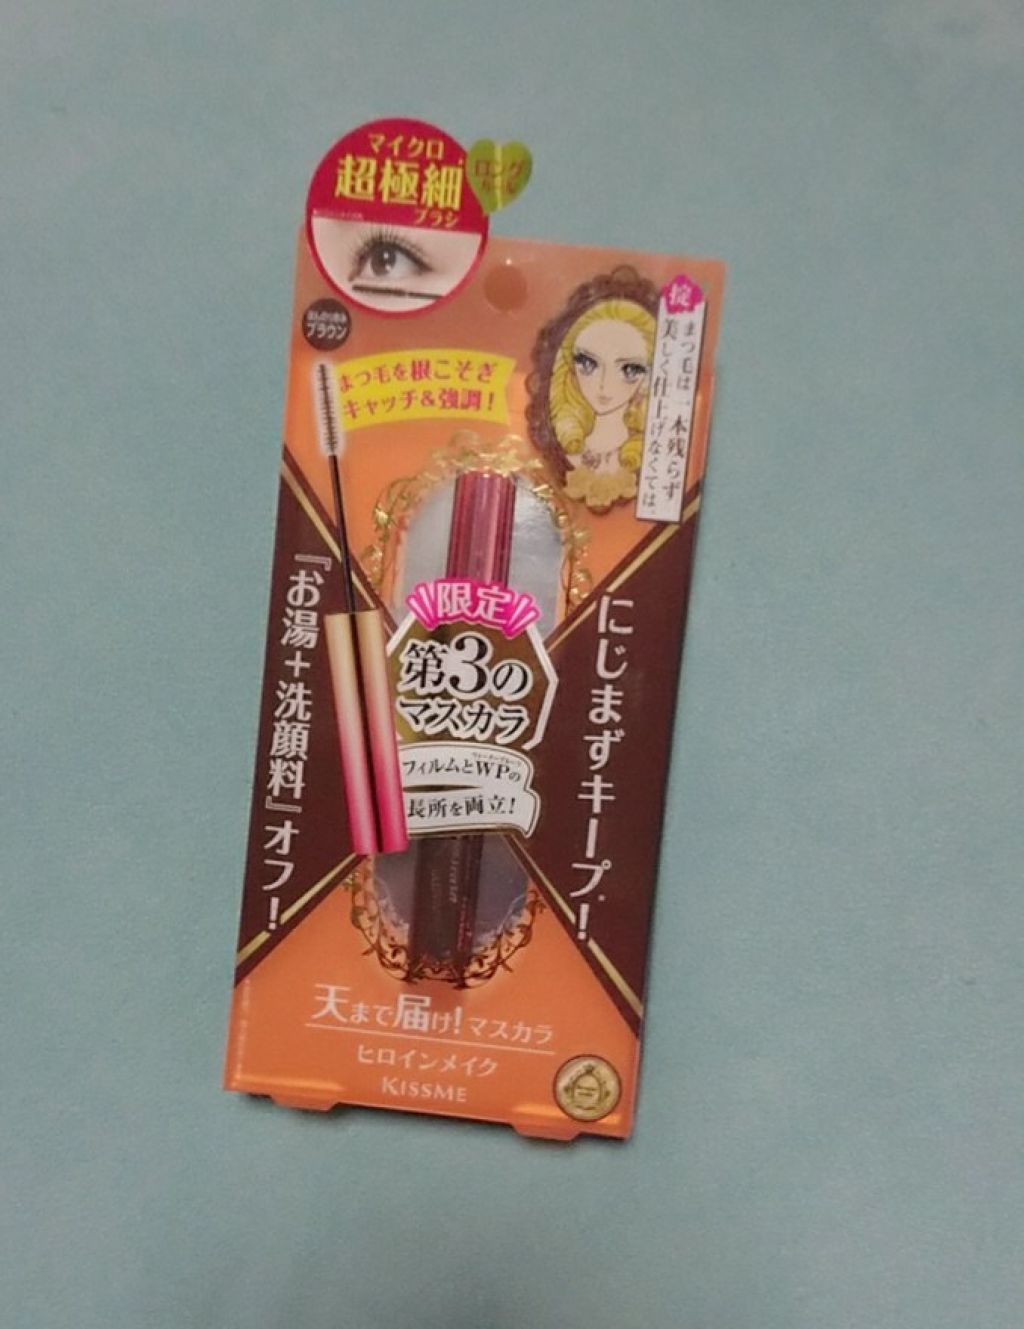 マイクロ
超極細
ブラシ
ロング
ブラウン
まつ毛を根こそぎ
キャッチ&強調!
掟
まつ毛は一本残らず
美しく仕上げなくては。
限定
第3の
マスカラ
フィルムとWPの
長所を両立!
『お湯+洗顔料』オフ!
にじまずキープ!
天まで届け!マスカラ
ヒロインメイク
KISSME